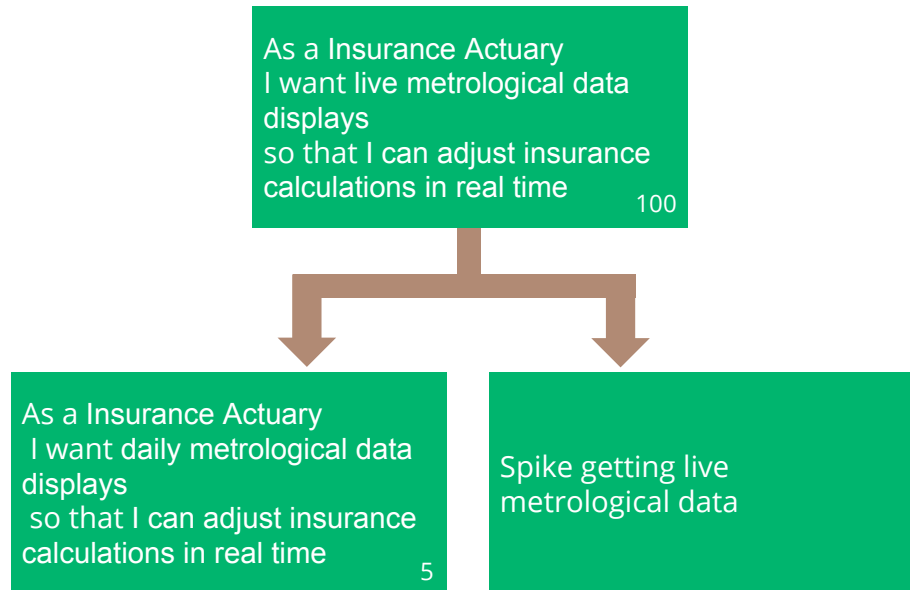 As a Insurance Actuary
I want live metrological data
displays
so that I can adjust insurance
calculations in real time
100
As a Insurance Actuary
I want daily metrological data
displays
so that I can adjust insurance
calculations in real time
5
Spike getting live
metrological data